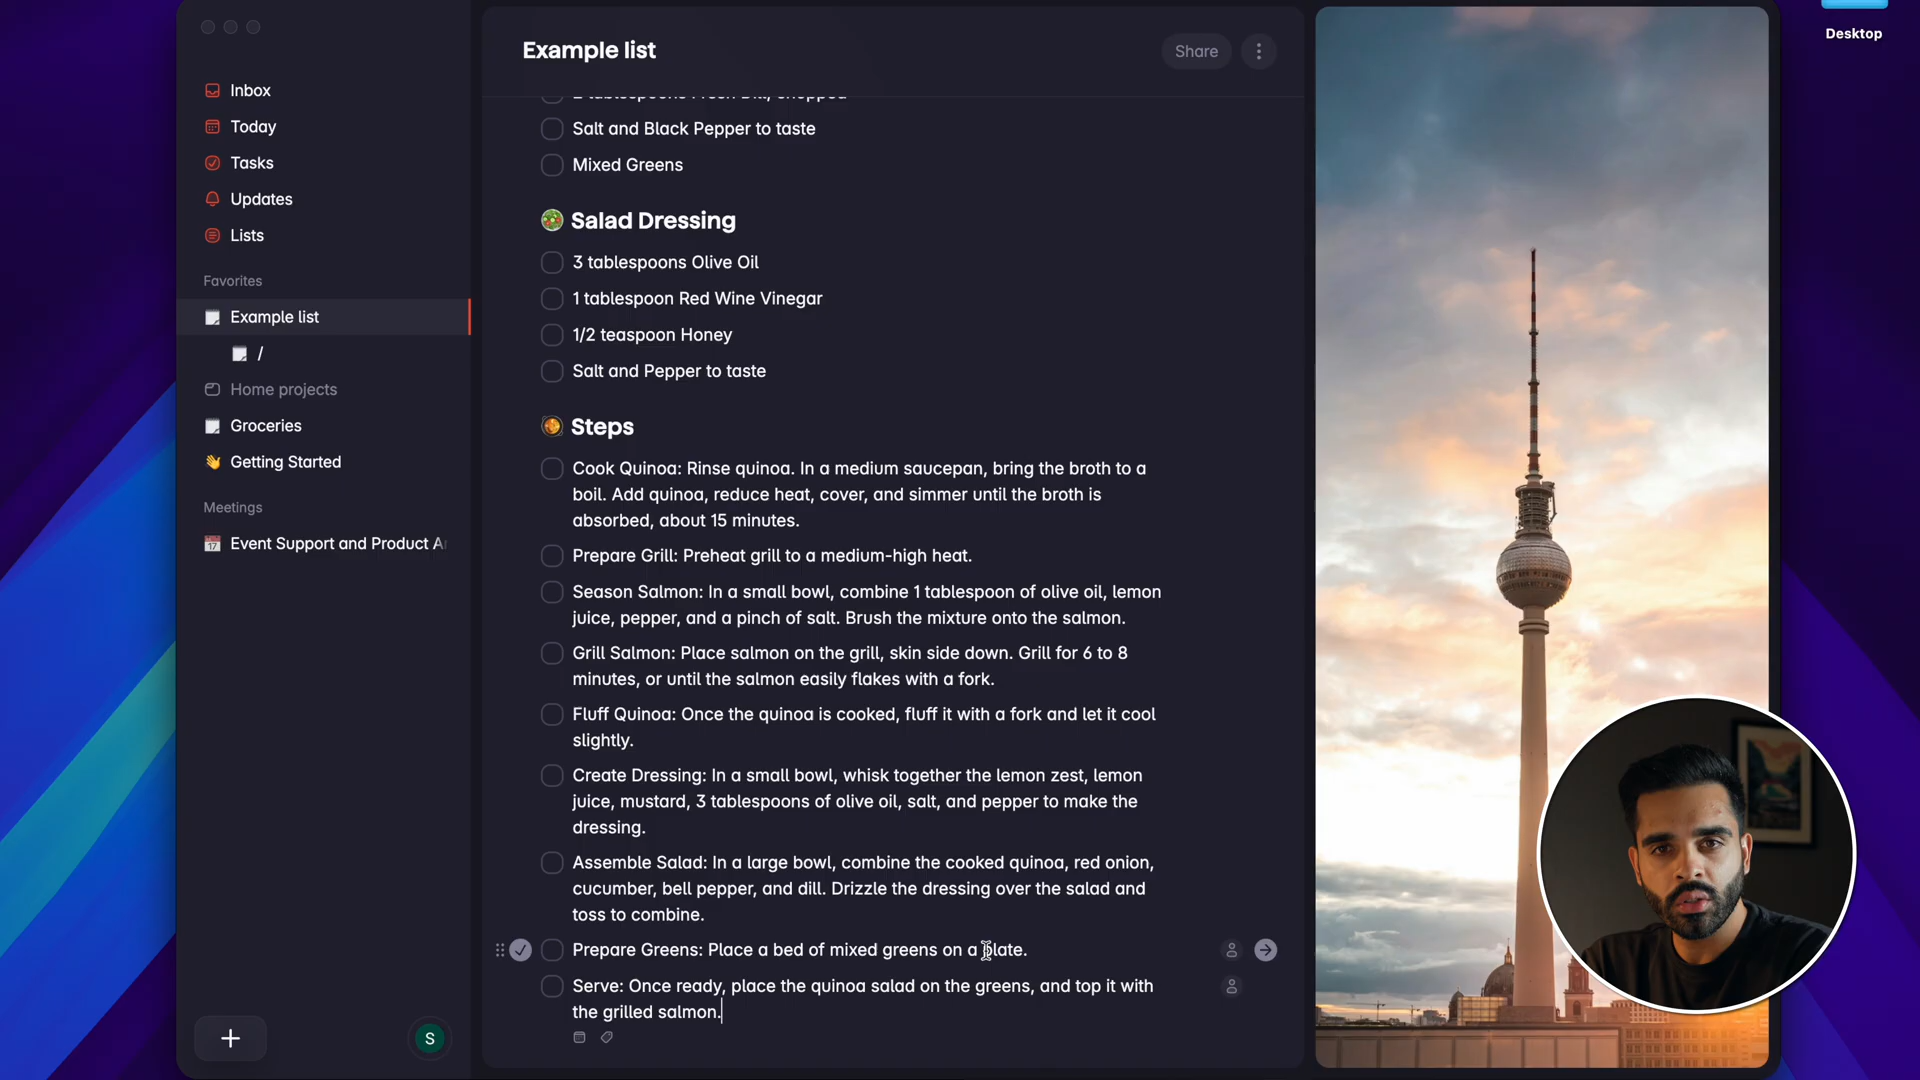 Desktop
Example list
Share
Inbox
Today
Tasks
Updates
Lists
Favorites
Example list
/
Home projects
Groceries
Getting Started
Meetings
17
Event Support and Product
S
Salt and Black Pepper to taste
Mixed Greens
Salad Dressing
3 tablespoons Olive Oil
1 tablespoon Red Wine Vinegar
1/2 teaspoon Honey
Salt and Pepper to taste
Steps
Cook Quinoa: Rinse quinoa. In a medium saucepan, bring the broth to a
boil. Add quinoa, reduce heat, cover, and simmer until the broth is
absorbed, about 15 minutes.
Prepare Grill: Preheat grill to a medium-high heat.
Season Salmon: In a small bowl, combine 1 tablespoon of olive oil, lemon
juice, pepper, and a pinch of salt. Brush the mixture onto the salmon.
Grill Salmon: Place salmon on the grill, skin side down. Grill for 6 to 8
minutes, or until the salmon easily flakes with a fork.
Fluff Quinoa: Once the quinoa is cooked, fluff it with a fork and let it cool
slightly.
Create Dressing: In a small bowl, whisk together the lemon zest, lemon
juice, mustard, 3 tablespoons of olive oil, salt, and pepper to make the
dressing.
Assemble Salad: In a large bowl, combine the cooked quinoa, red onion,
cucumber, bell pepper, and dill. Drizzle the dressing over the salad and
toss to combine.
Prepare Greens: Place a bed of mixed greens on a plate.
Serve: Once ready, place the quinoa salad on the greens, and top it with
the grilled salmon.